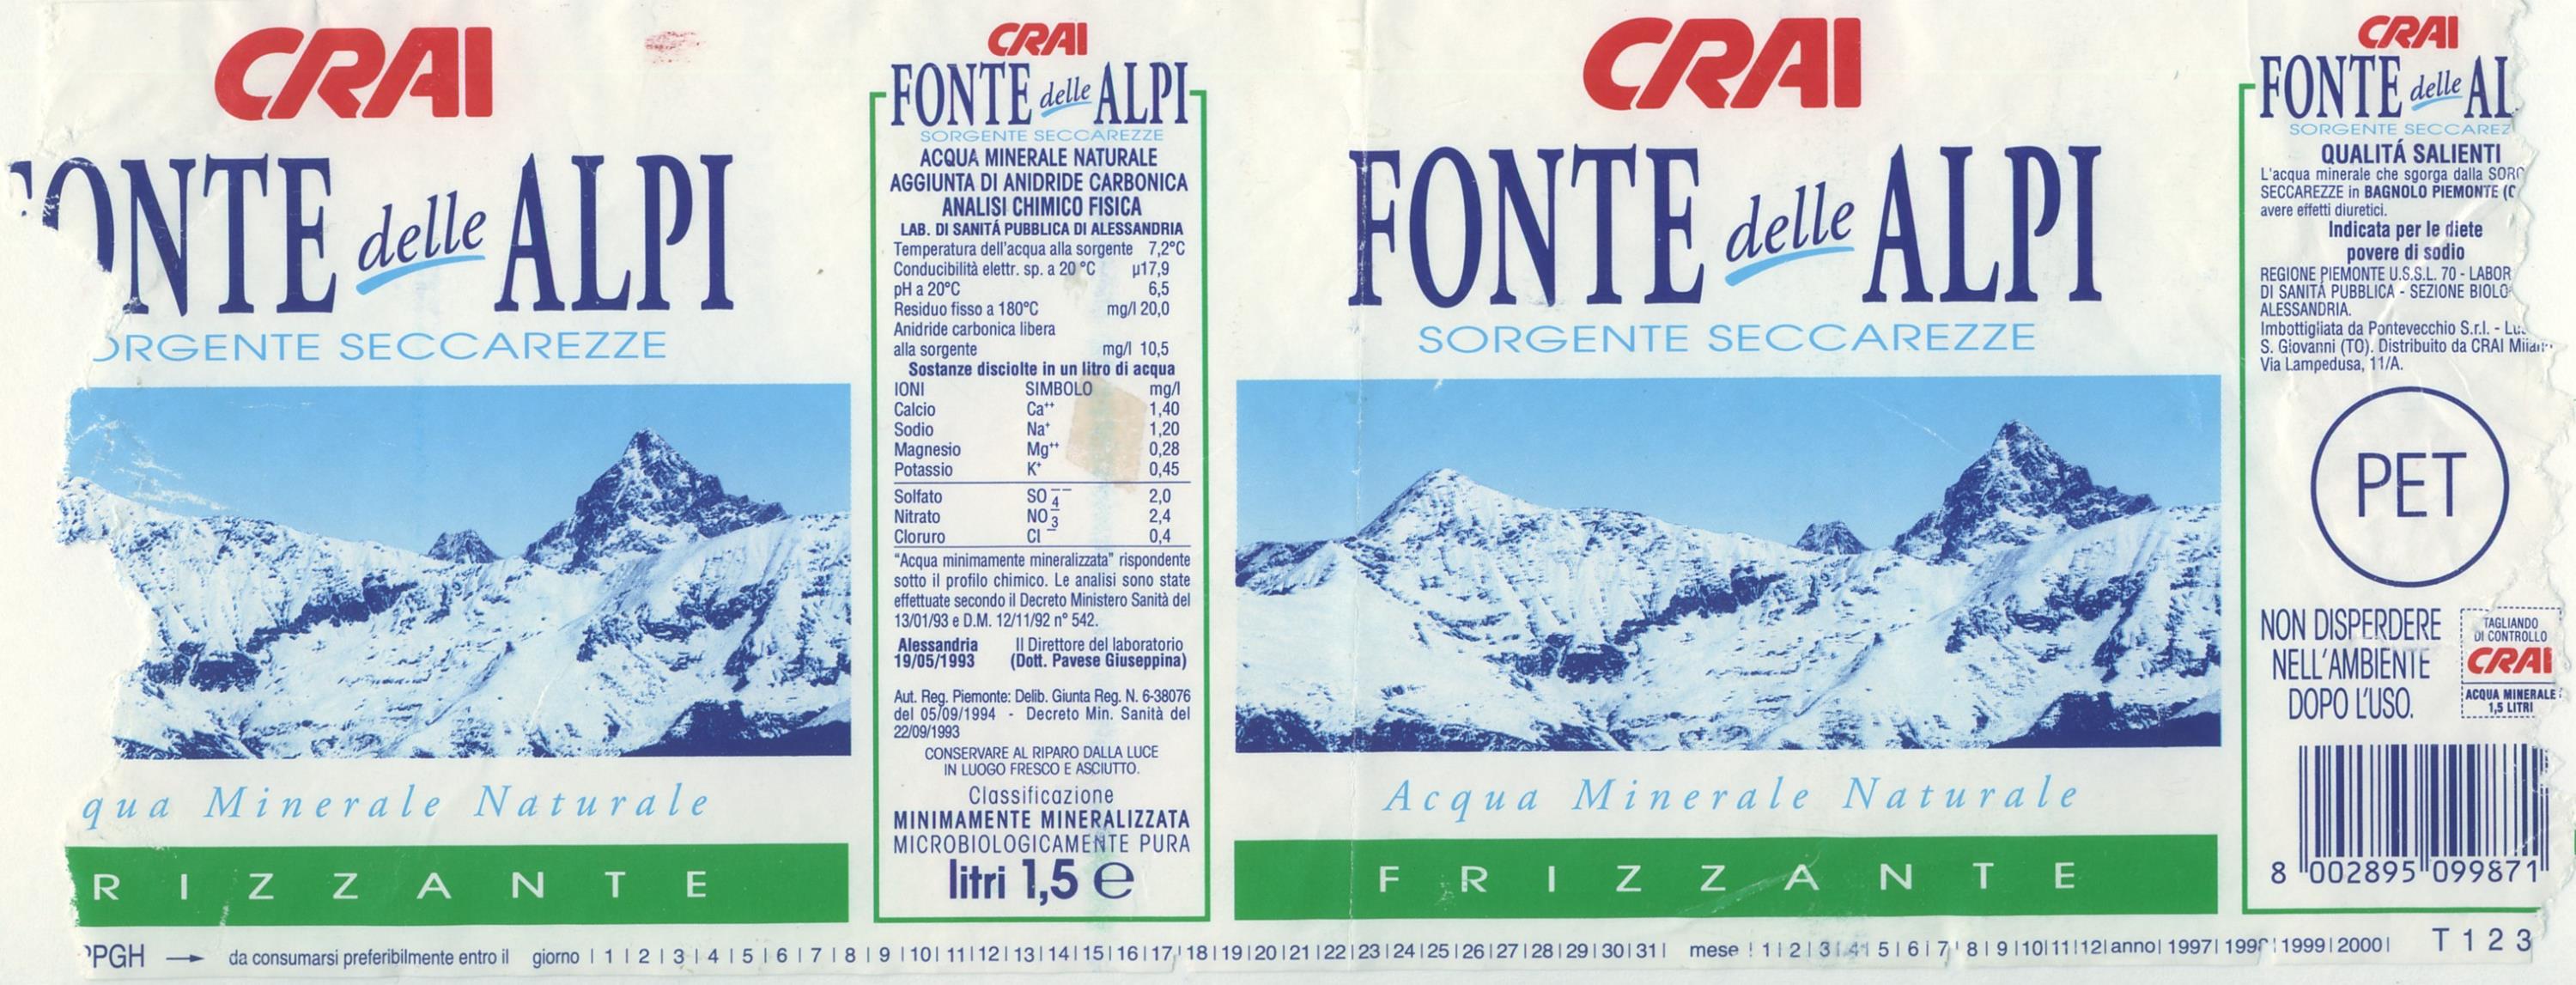 CRAI
FONTE delle ALPI
ORGENTE SECCAREZZE
qua Minerale Naturale
RIZZANTE
CRAI
FONTE delle ALPI
SORGENTE SECCAREZZE
ACQUA MINERALE NATURALE
AGGIUNTA DI ANIDRIDE CARBONICA
ANALISI CHIMICO FISICA
LAB. DI SANITÁ PUBBLICA DI ALESSANDRIA
Temperatura dell'acqua alla sorgente 7,2°C
Conducibilità elettr. sp. a 20 °C µ17,9
pH a 20°C 6,5
Residuo fisso a 180°C mg/l 20,0
Anidride carbonica libera
alla sorgente mg/l 10,5
Sostanze disciolte in un litro di acqua
IONI SIMBOLO mg/l
Calcio Ca++ 1,40
Sodio Na+ 1,20
Magnesio Mg++ 0,28
Potassio K+ 0,45
Solfato SO4-- 2,0
Nitrato NO3- 2,4
Cloruro Cl- 0,4
"Acqua minimamente mineralizzata" rispondente
sotto il profilo chimico. Le analisi sono state
effettuate secondo il Decreto Ministero Sanità del
13/01/93 e D.M. 12/11/92 n° 542.
Alessandria Il Direttore del laboratorio
19/05/1993 (Dott. Pavese Giuseppina)
Aut. Reg. Piemonte: Delib. Giunta Reg. N. 6-38076
del 05/09/1994 - Decreto Min. Sanità del
22/09/1993
CONSERVARE AL RIPARO DALLA LUCE
IN LUOGO FRESCO E ASCIUTTO.
Classificazione
MINIMAMENTE MINERALIZZATA
MICROBIOLOGICAMENTE PURA
litri 1,5 e
CRAI
FONTE delle ALPI
SORGENTE SECCAREZZE
Acqua Minerale Naturale
FRIZZANTE
CRAI
FONTE delle AL
SORGENTE SECCAREZ
QUALITÁ SALIENTI
L'acqua minerale che sgorga dalla SORG
SECCAREZZE in BAGNOLO PIEMONTE (C
avere effetti diuretici.
Indicata per le diete
povere di sodio
REGIONE PIEMONTE U.S.S.L. 70 - LABOR
DI SANITÁ PUBBLICA - SEZIONE BIOLO
ALESSANDRIA.
Imbottigliata da Pontevecchio S.r.l. -
S. Giovanni (TO). Distribuito da CRAI Milano
Via Lampedusa, 11/A.
PET
NON DISPERDERE
NELL'AMBIENTE
DOPO L'USO.
TAGLIANDO
DI CONTROLLO
CRAI
ACQUA MINERALE
1,5 LITRI
8 002895 099871
PPGH → da consumarsi preferibilmente entro il giorno | 1 | 2 | 3 | 4 | 5 | 6 | 7 | 8 | 9 |10| 11|12|13|14|15|16|17|18|19|20|21|22|23|24|25|26|27|28|29|30|31| mese | 1 | 2 | 3 | 4 | 5 | 6 | 7 | 8 | 9 |10|11|12| anno| 1997| 1998 | 1999 | 2000 | T 1 2 3